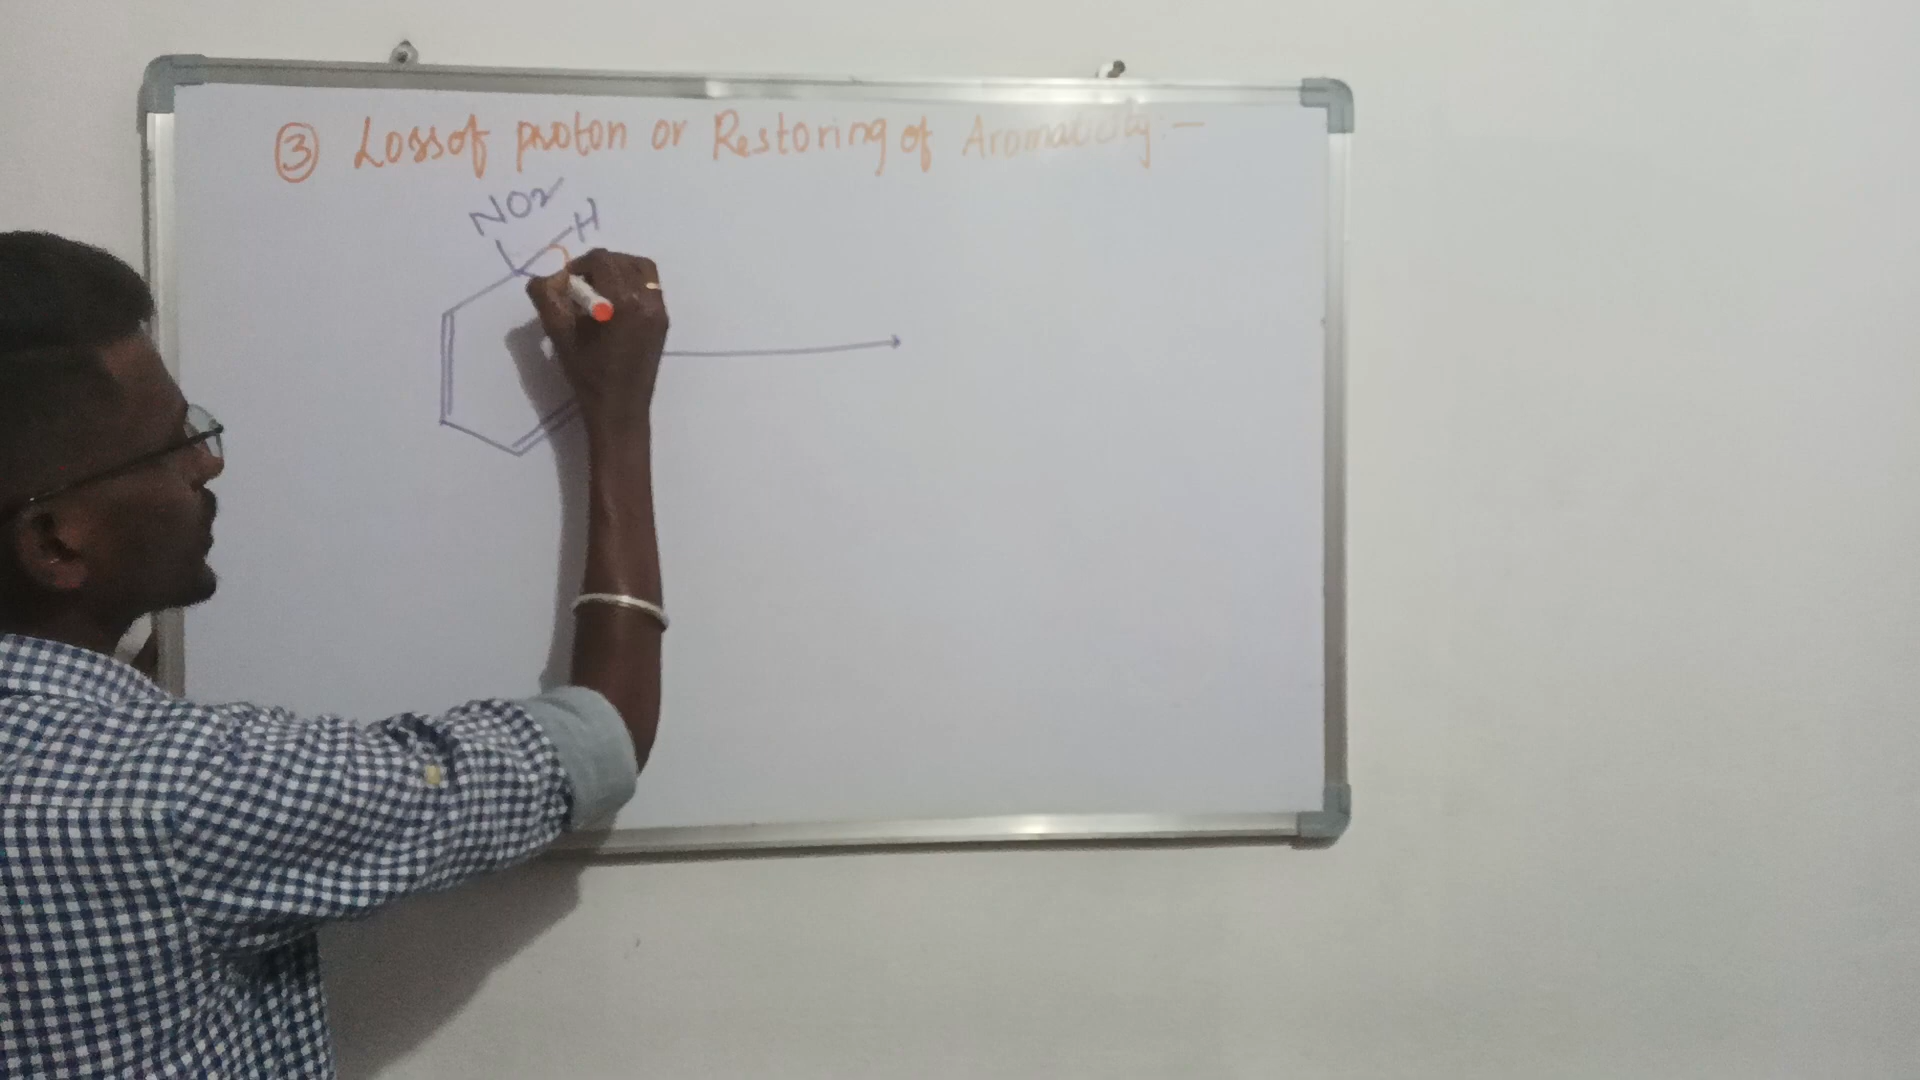 ③ Loss of proton or Restoring of Aromaticity:-
NO2
H